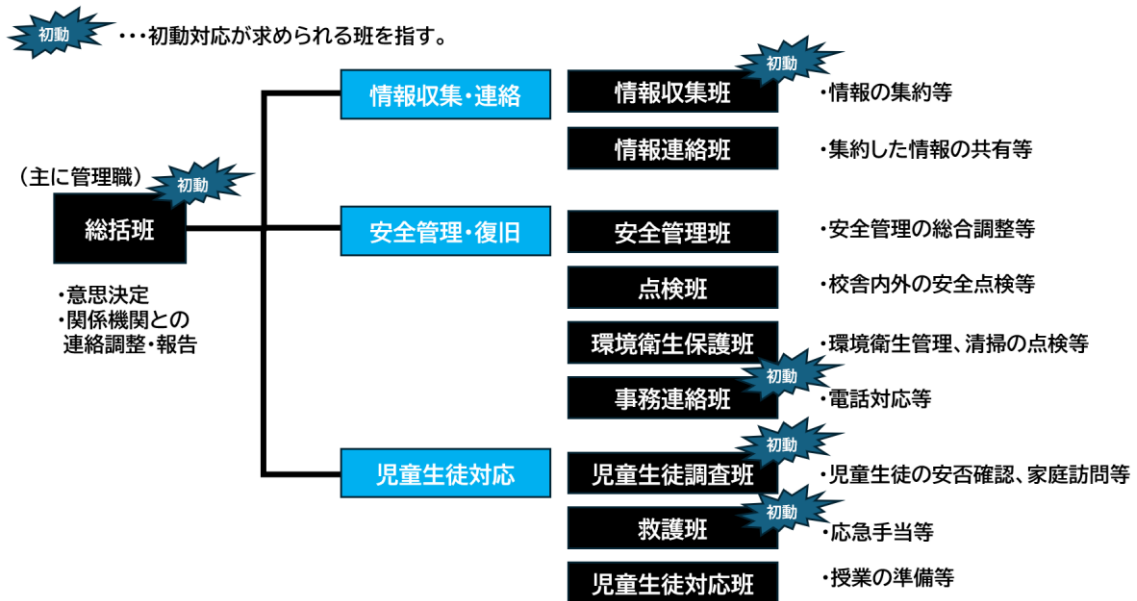 初動
･･･初動対応が求められる班を指す。
初動
情報収集･連絡
情報収集班
･情報の集約等
情報連絡班
･集約した情報の共有等
（主に管理職）
初動
総括班
･意思決定
･関係機関との
連絡調整･報告
安全管理･復旧
安全管理班
･安全管理の総合調整等
点検班
･校舎内外の安全点検等
環境衛生保護班
･環境衛生管理、清掃の点検等
初動
事務連絡班
･電話対応等
初動
児童生徒対応
児童生徒調査班
･児童生徒の安否確認、家庭訪問等
初動
救護班
･応急手当等
児童生徒対応班
･授業の準備等